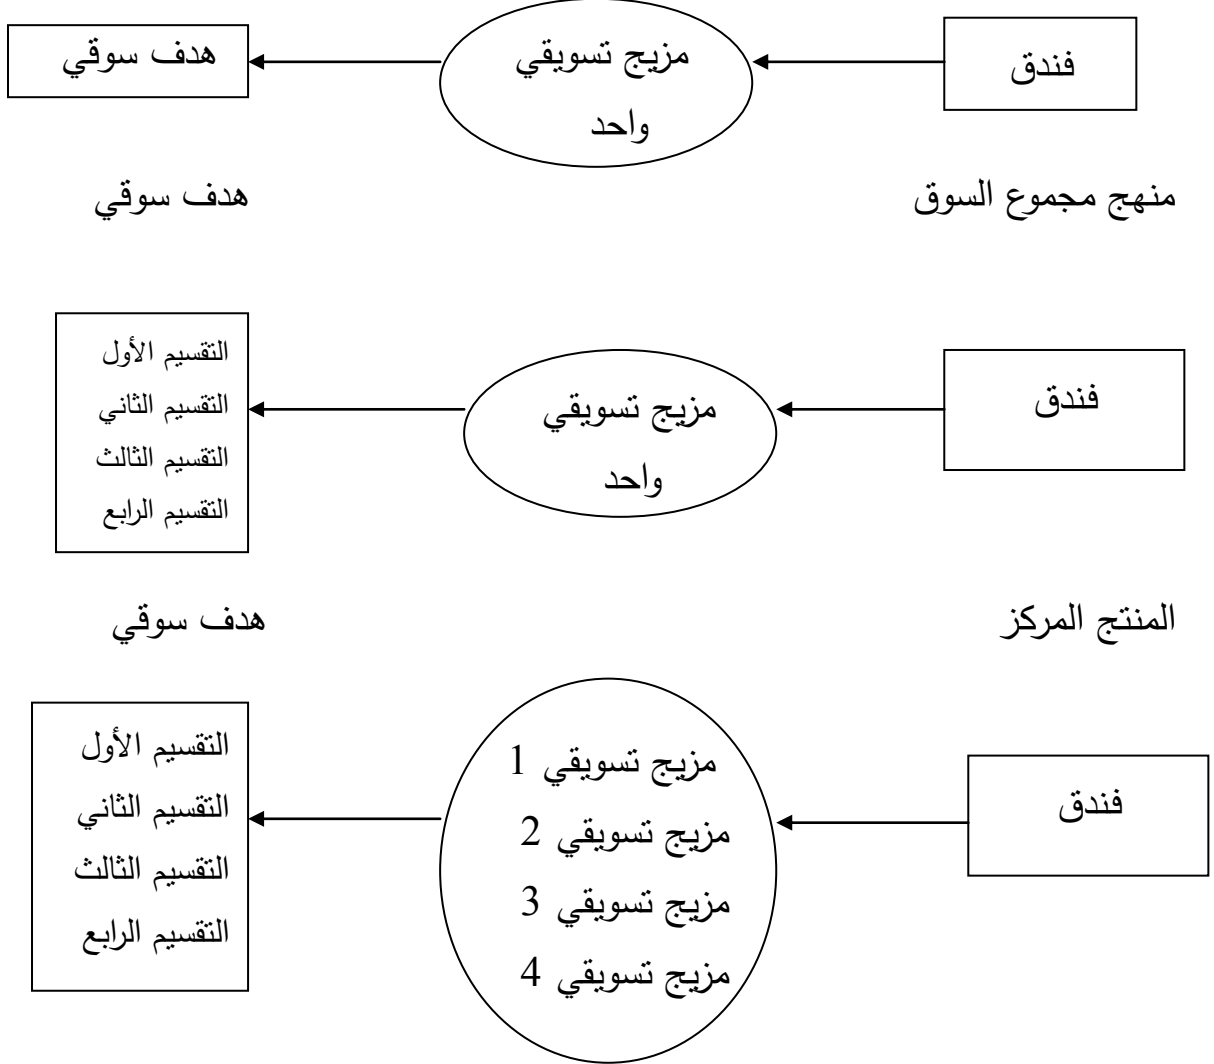 فندق
مزيج تسويقي
واحد
هدف سوقي
منهج مجموع السوق
هدف سوقي
فندق
مزيج تسويقي
واحد
التقسيم الأول
التقسيم الثاني
التقسيم الثالث
التقسيم الرابع
المنتج المركز
هدف سوقي
فندق
مزيج تسويقي 1
مزيج تسويقي 2
مزيج تسويقي 3
مزيج تسويقي 4
التقسيم الأول
التقسيم الثاني
التقسيم الثالث
التقسيم الرابع